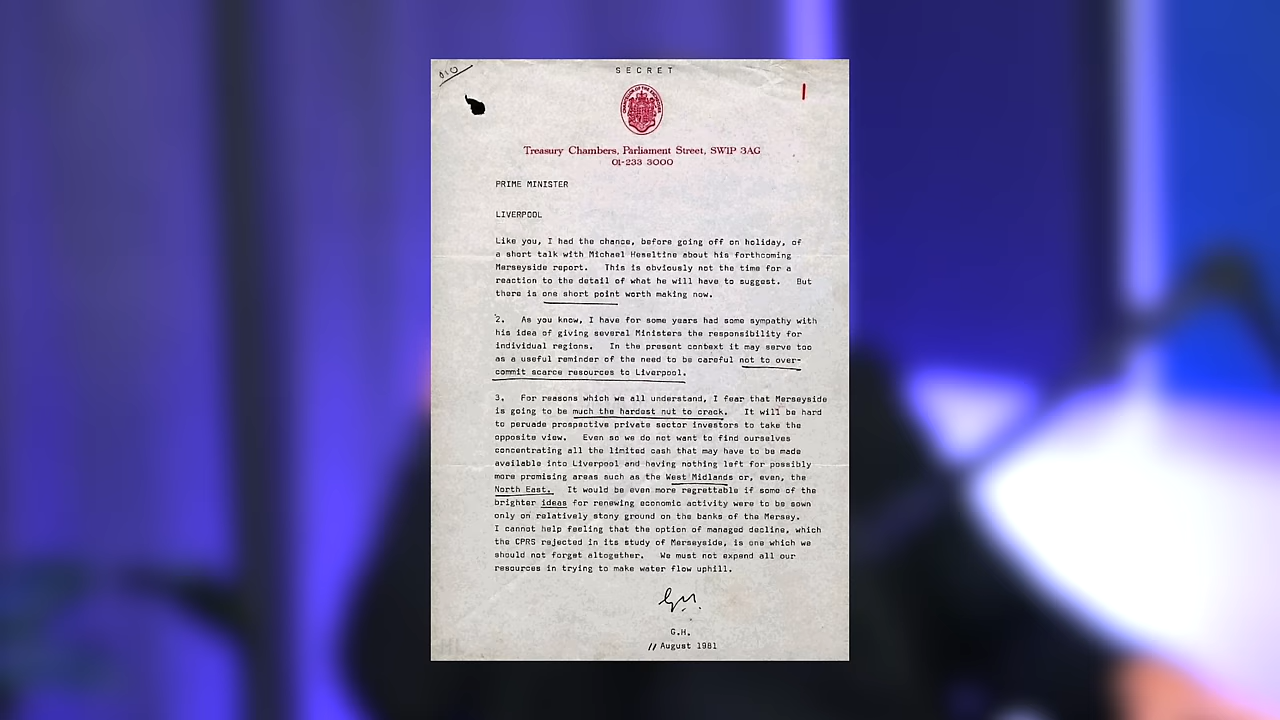 010
SECRET
CHANCELLOR OF THE EXCHEQUER
Treasury Chambers, Parliament Street, SW1P 3AG
01-233 3000
PRIME MINISTER
LIVERPOOL
Like you, I had the chance, before going off on holiday, of
a short talk with Michael Heseltine about his forthcoming
Merseyside report. This is obviously not the time for a
reaction to the detail of what he will have to suggest. But
there is one short point worth making now.
2. As you know, I have for some years had some sympathy with
his idea of giving several Ministers the responsibility for
individual regions. In the present context it may serve too
as a useful reminder of the need to be careful not to over-
commit scarce resources to Liverpool.
3. For reasons which we all understand, I fear that Merseyside
is going to be much the hardest nut to crack. It will be hard
to persuade prospective private sector investors to take the
opposite view. Even so we do not want to find ourselves
concentrating all the limited cash that may have to be made
available into Liverpool and having nothing left for possibly
more promising areas such as the West Midlands or, even, the
North East. It would be even more regrettable if some of the
brighter ideas for renewing economic activity were to be sown
only on relatively stony ground on the banks of the Mersey.
I cannot help feeling that the option of managed decline, which
the CPRS rejected in its study of Merseyside, is one which we
should not forget altogether. We must not expend all our
resources in trying to make water flow uphill.
G.H.
11 August 1981